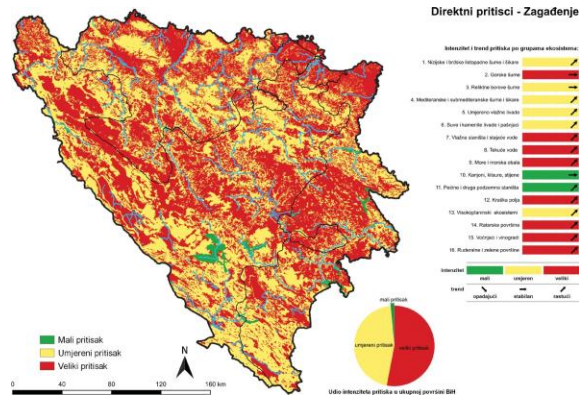 Direktni pritisci - Zagađenje
Intenzitet i trend pritiska po grupama ekosistema:
1. Nizijske i brdske listopadne šume i šikare
2. Gorske šume
3. Reliktne borove šume
4. Mediteranske i submediteranske šume i šikare
5. Umjereno vlažne livade
6. Suve i kamenite livade i pašnjaci
7. Vlažna staništa i stajaće vode
8. Tekuće vode
9. More i morska obala
10. Kanjoni, klisure, stijene
11. Pećine i druga podzemna staništa
12. Kraška polja
13. Visokoplaninski ekosistemi
14. Ratarske površine
15. Voćnjaci i vinogradi
16. Ruderalne i zelene površine
intenzitet
mali
umjeren
veliki
trend
opadajući
stabilan
rastući
Mali pritisak
Umjereni pritisak
Veliki pritisak
N
0 40 80 120 160 km
mali pritisak
umjereni pritisak
veliki pritisak
Udio intenziteta pritiska u ukupnoj površini BiH